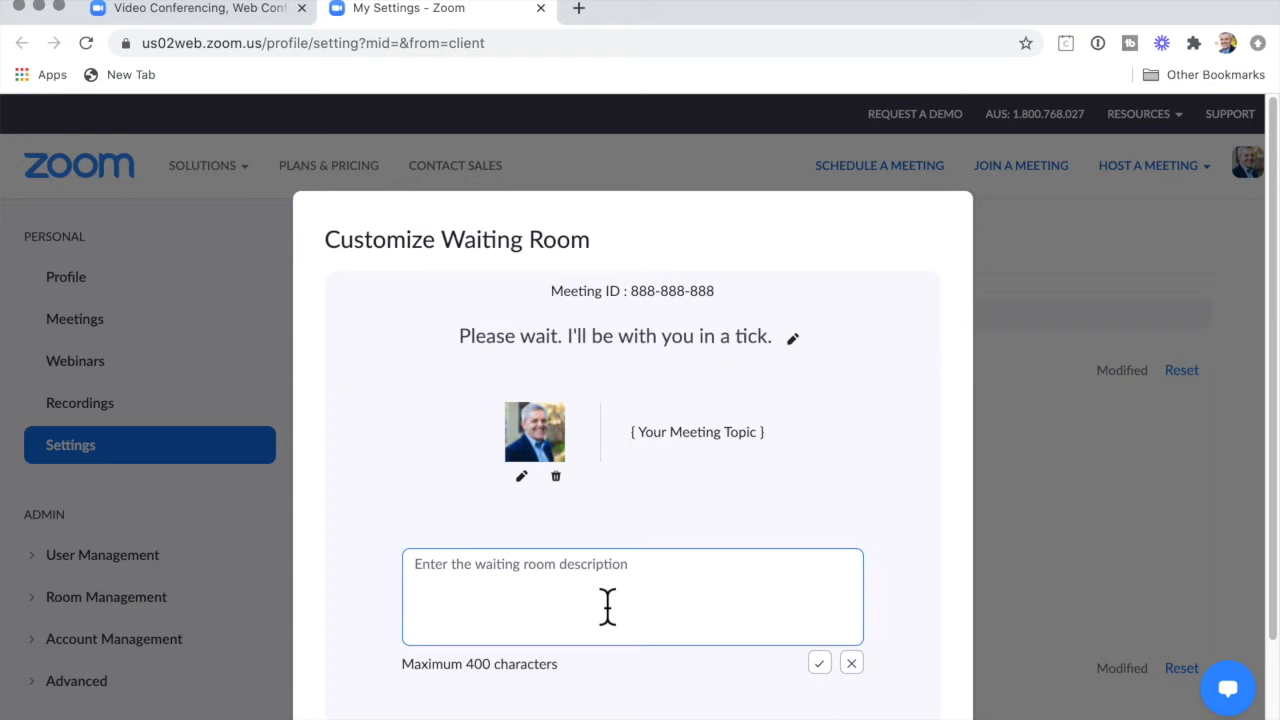 Video Conferencing, Web Conf
My Settings - Zoom
us02web.zoom.us/profile/setting?mid=&from=client
Apps
New Tab
Other Bookmarks
REQUEST A DEMO
AUS: 1.800.768.027
RESOURCES
SUPPORT
zoom
SOLUTIONS
PLANS & PRICING
CONTACT SALES
SCHEDULE A MEETING
JOIN A MEETING
HOST A MEETING
PERSONAL
Profile
Meetings
Webinars
Recordings
Settings
ADMIN
User Management
Room Management
Account Management
Advanced
Customize Waiting Room
Meeting ID : 888-888-888
Please wait. I'll be with you in a tick.
{ Your Meeting Topic }
Enter the waiting room description
Maximum 400 characters
Modified
Reset
Modified
Reset